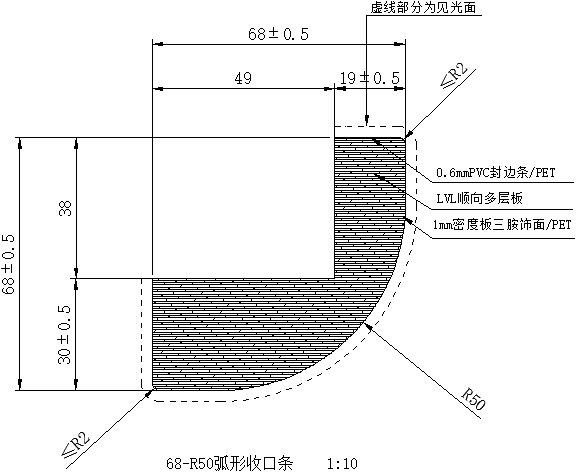 虚线部分为见光面
68±0.5
49
19±0.5
≤R2
0.6mmPVC封边条/PET
LVL顺向多层板
1mm密度板三胺饰面/PET
38
68±0.5
30±0.5
R50
≤R2
68-R50弧形收口条 1:10